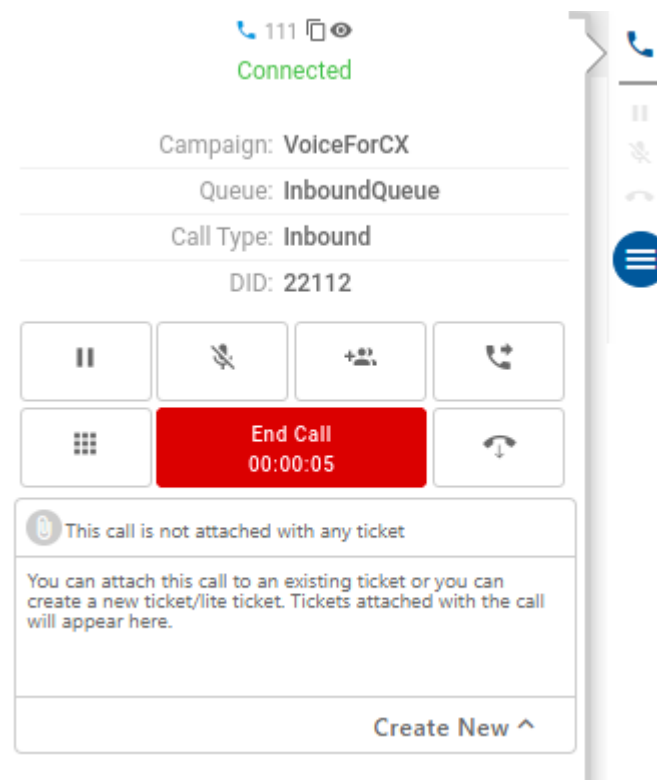 111
Connected
Campaign: VoiceForCX
Queue: InboundQueue
Call Type: Inbound
DID: 22112
End Call
00:00:05
This call is not attached with any ticket
You can attach this call to an existing ticket or you can
create a new ticket/lite ticket. Tickets attached with the call
will appear here.
Create New